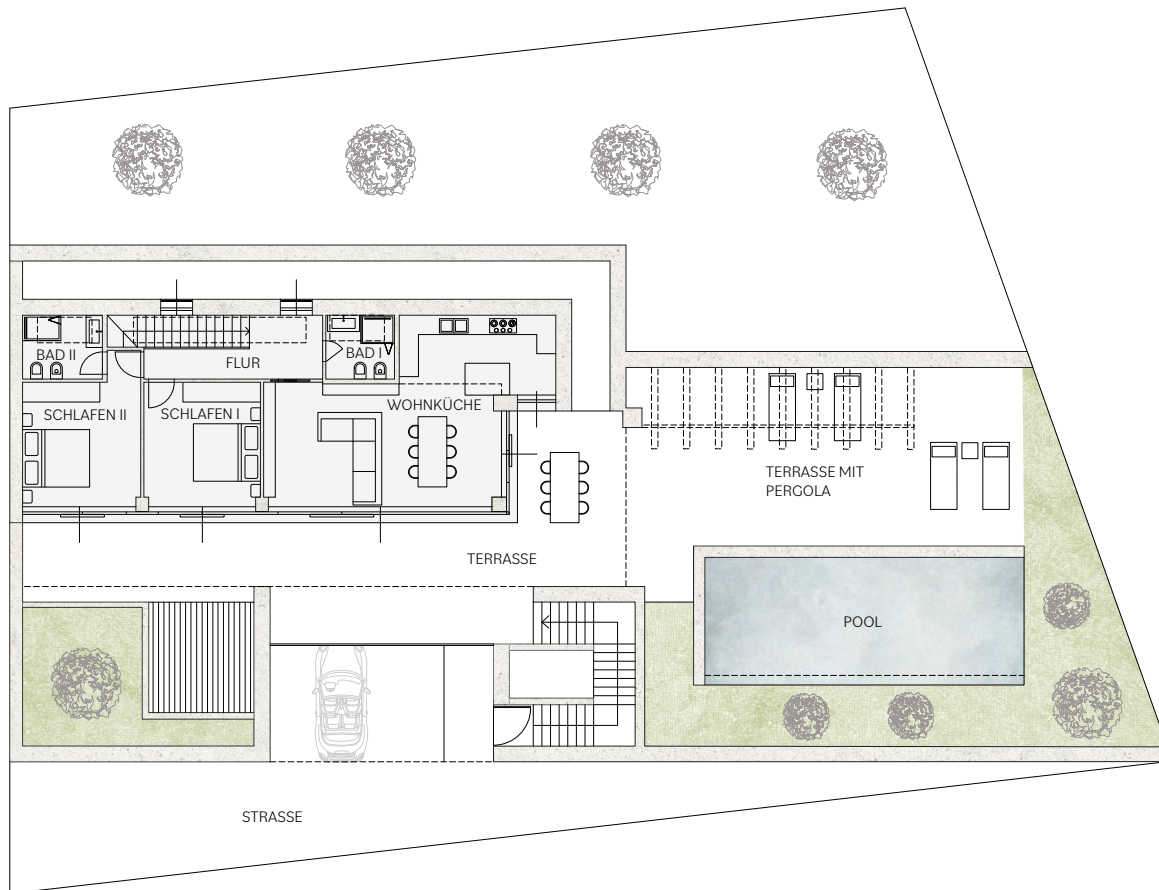 BAD II
FLUR
BAD I
SCHLAFEN II
SCHLAFEN I
WOHNKÜCHE
TERRASSE MIT
PERGOLA
TERRASSE
POOL
STRASSE